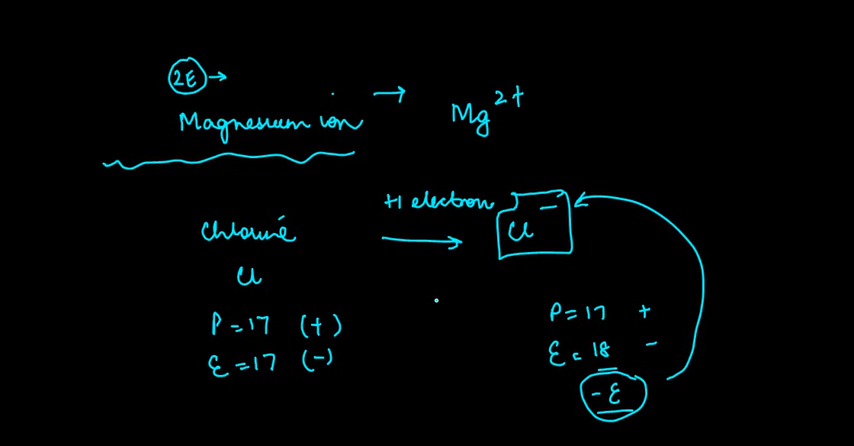 2E →
Magnesium ion → Mg²⁺
+1 electron
Chlorine → Cl⁻
Cl
P = 17 (+)
E = 17 (-)
P = 17 +
E = 18 -
- E